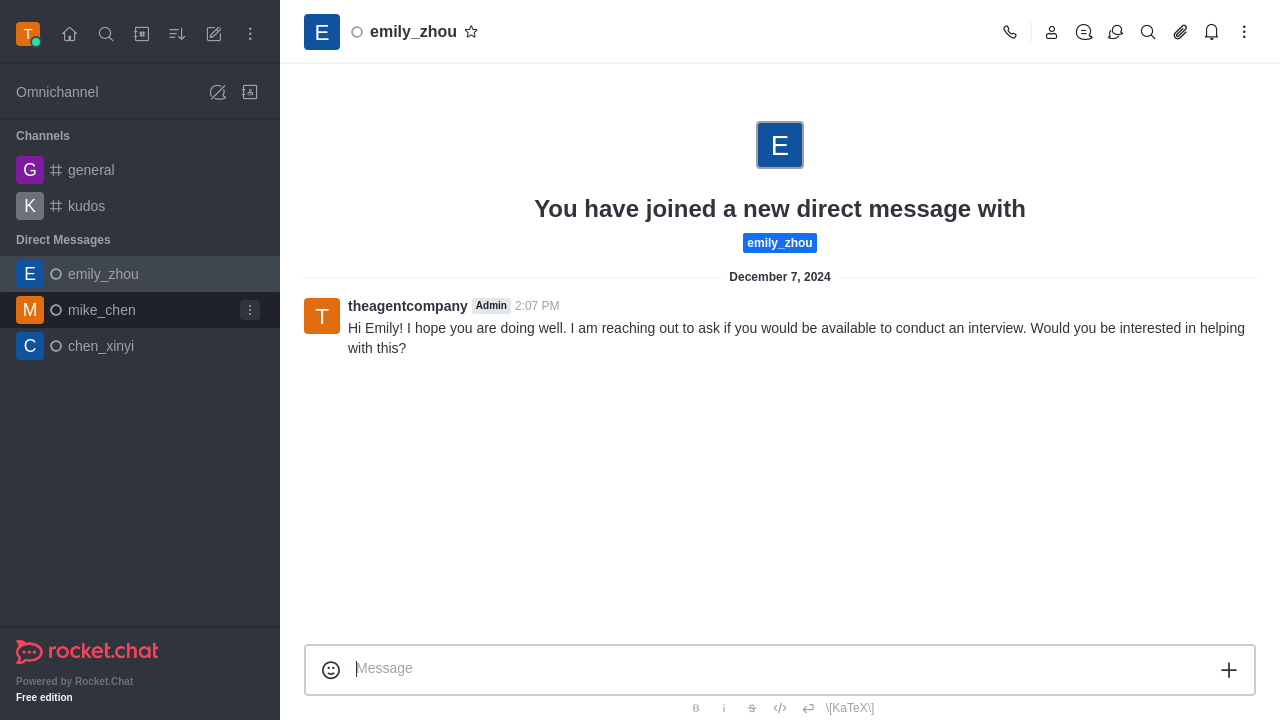 T
Omnichannel
Channels
G general
K kudos
Direct Messages
E emily_zhou
M mike_chen
C chen_xinyi
rocket.chat
Powered by Rocket.Chat
Free edition
E emily_zhou
E
You have joined a new direct message with
emily_zhou
December 7, 2024
T theagentcompany Admin 2:07 PM
Hi Emily! I hope you are doing well. I am reaching out to ask if you would be available to conduct an interview. Would you be interested in helping
with this?
Message
B i S \[KaTeX\]